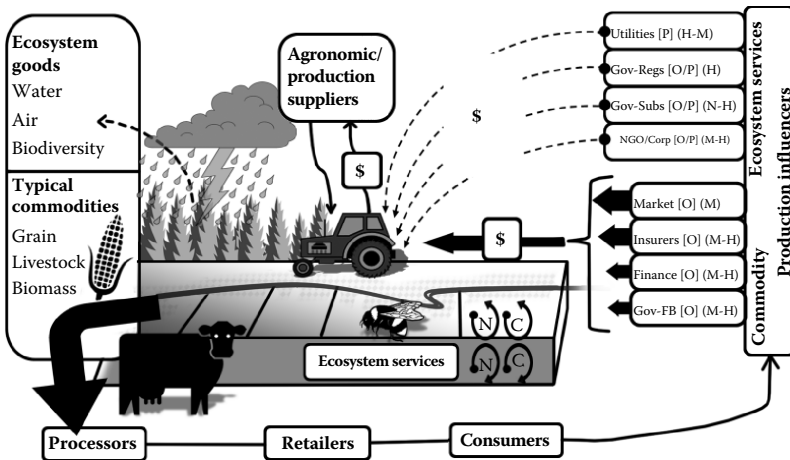 Ecosystem
goods
Water
Air
Biodiversity
Typical
commodities
Grain
Livestock
Biomass
Agronomic/
production
suppliers
$
$
$
Utilities [P] (H-M)
Gov-Regs [O/P] (H)
Gov-Subs [O/P] (N-H)
NGO/Corp [O/P] (M-H)
Market [O] (M)
Insurers [O] (M-H)
Finance [O] (M-H)
Gov-FB [O] (M-H)
Ecosystem services
Commodity
Production influencers
N C
Ecosystem services
N C
Processors
Retailers
Consumers